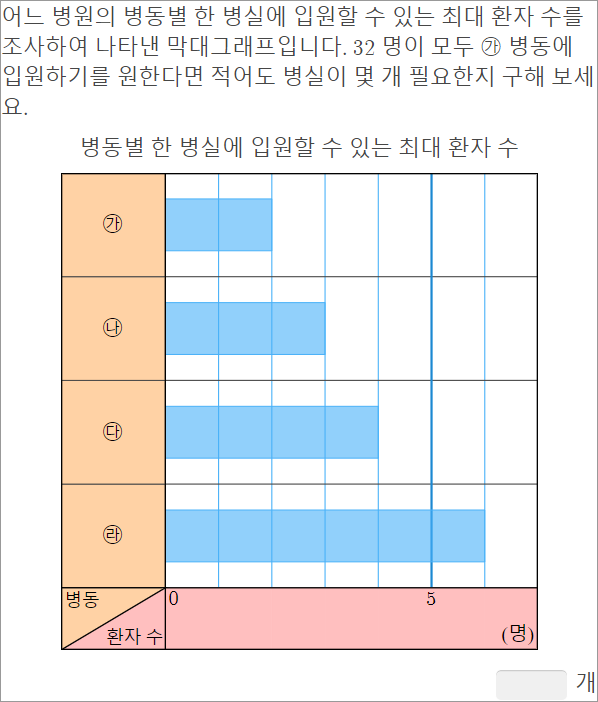 어느 병원의 병동별 한 병실에 입원할 수 있는 최대 환자 수를
조사하여 나타낸 막대그래프입니다. 32 명이 모두 ㉮ 병동에
입원하기를 원한다면 적어도 병실이 몇 개 필요한지 구해 보세
요.
병동별 한 병실에 입원할 수 있는 최대 환자 수
㉮
㉯
㉰
㉱
병동
환자 수
0
5
(명)
개